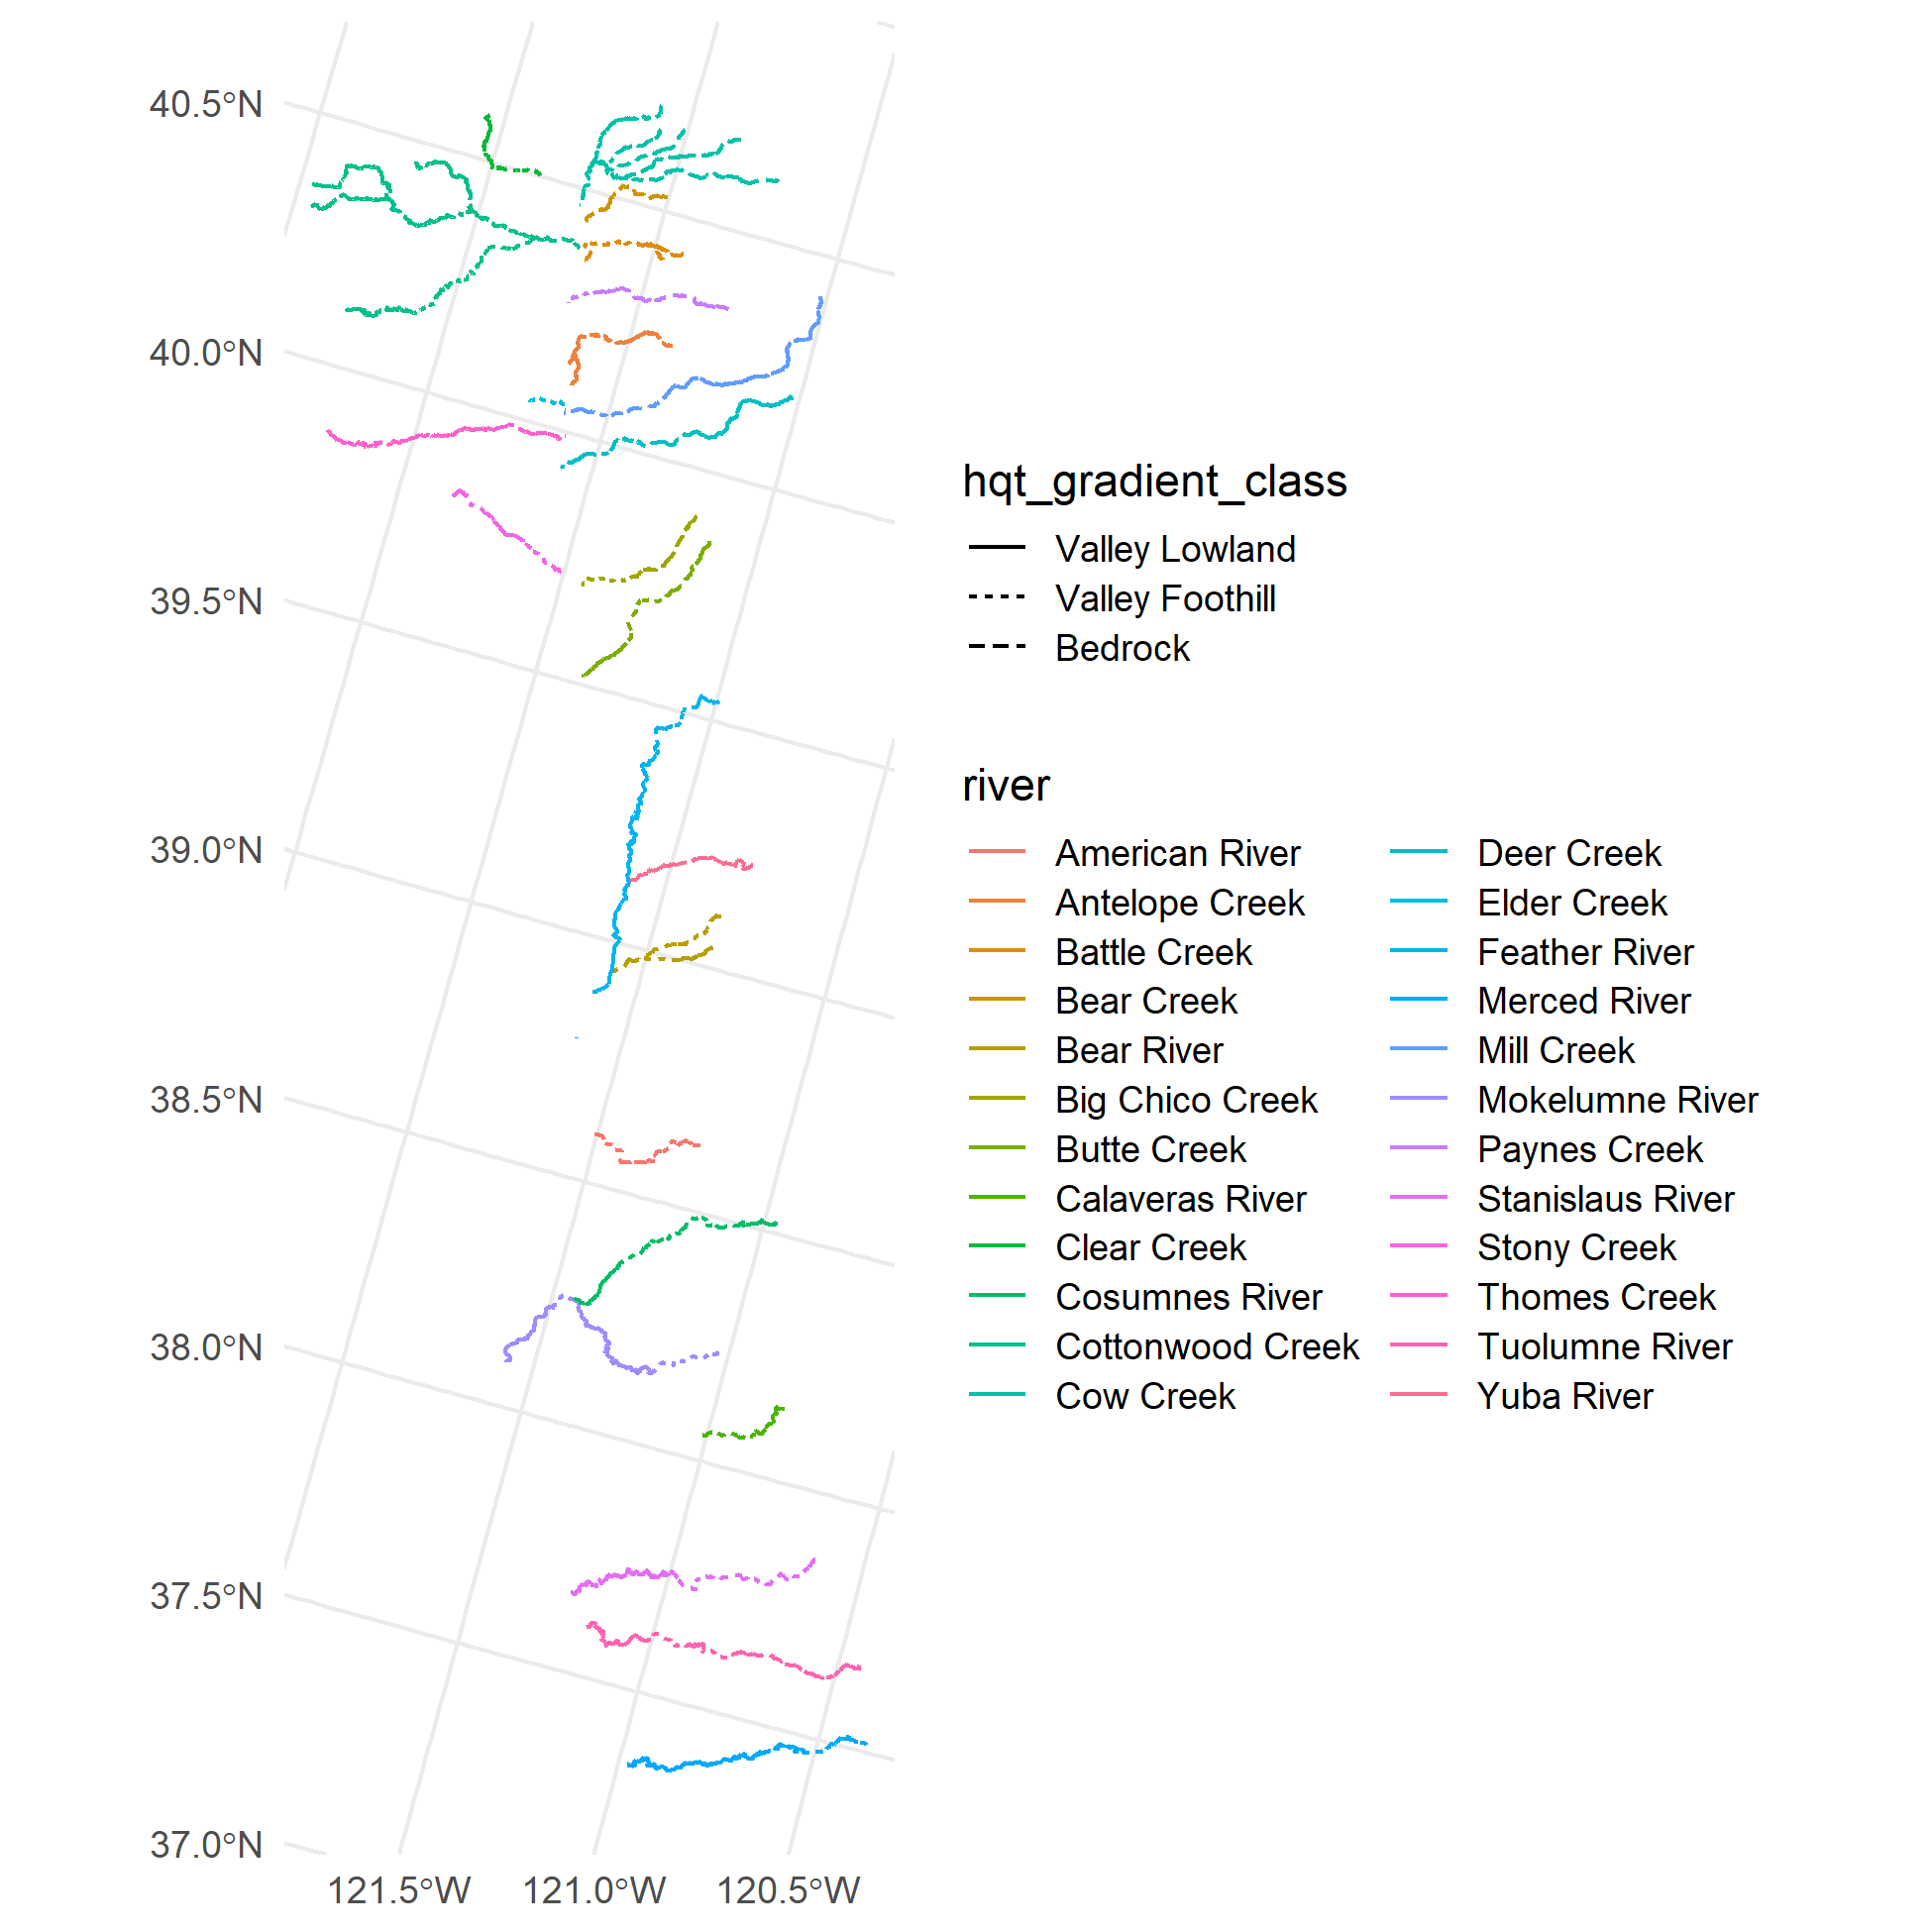 40.5°N
40.0°N
39.5°N
39.0°N
38.5°N
38.0°N
37.5°N
37.0°N
121.5°W 121.0°W 120.5°W
hqt_gradient_class
Valley Lowland
Valley Foothill
Bedrock
river
American River
Antelope Creek
Battle Creek
Bear Creek
Bear River
Big Chico Creek
Butte Creek
Calaveras River
Clear Creek
Cosumnes River
Cottonwood Creek
Cow Creek
Deer Creek
Elder Creek
Feather River
Merced River
Mill Creek
Mokelumne River
Paynes Creek
Stanislaus River
Stony Creek
Thomes Creek
Tuolumne River
Yuba River